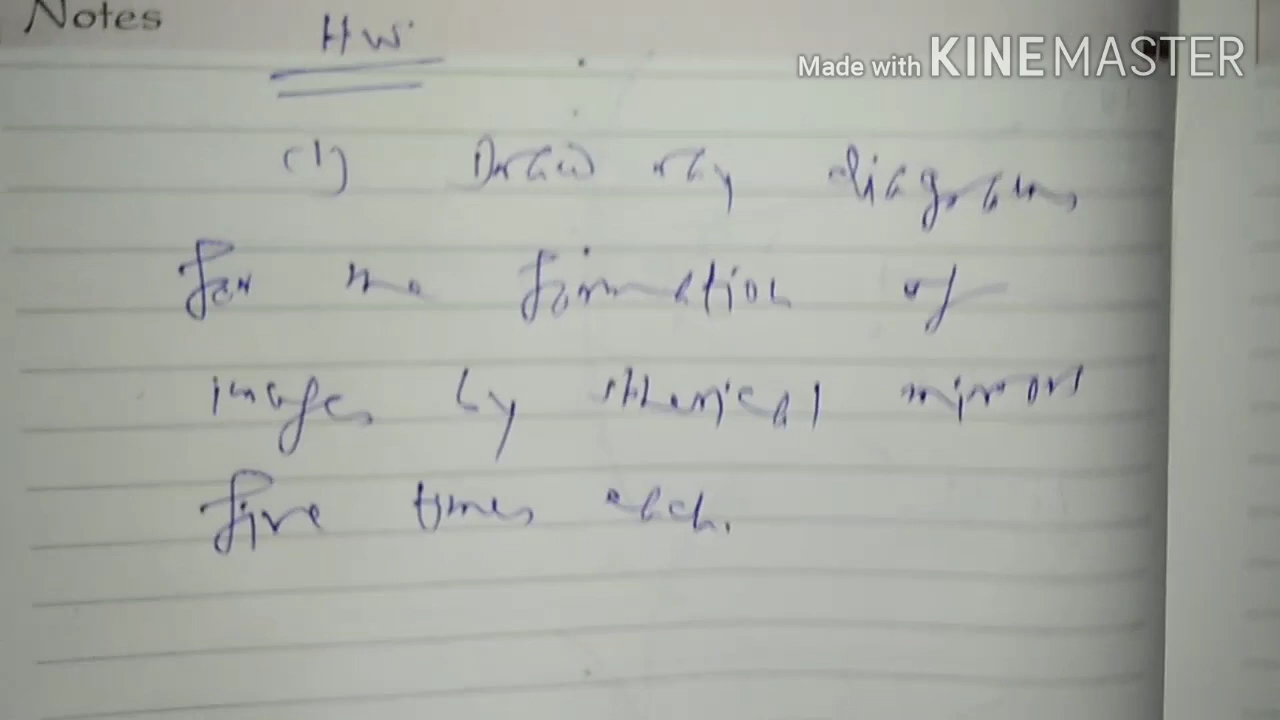 Notes
HW
Made with KINEMASTER
(1) Draw ray diagrams
for the formation of
images by spherical mirrors
five times each.